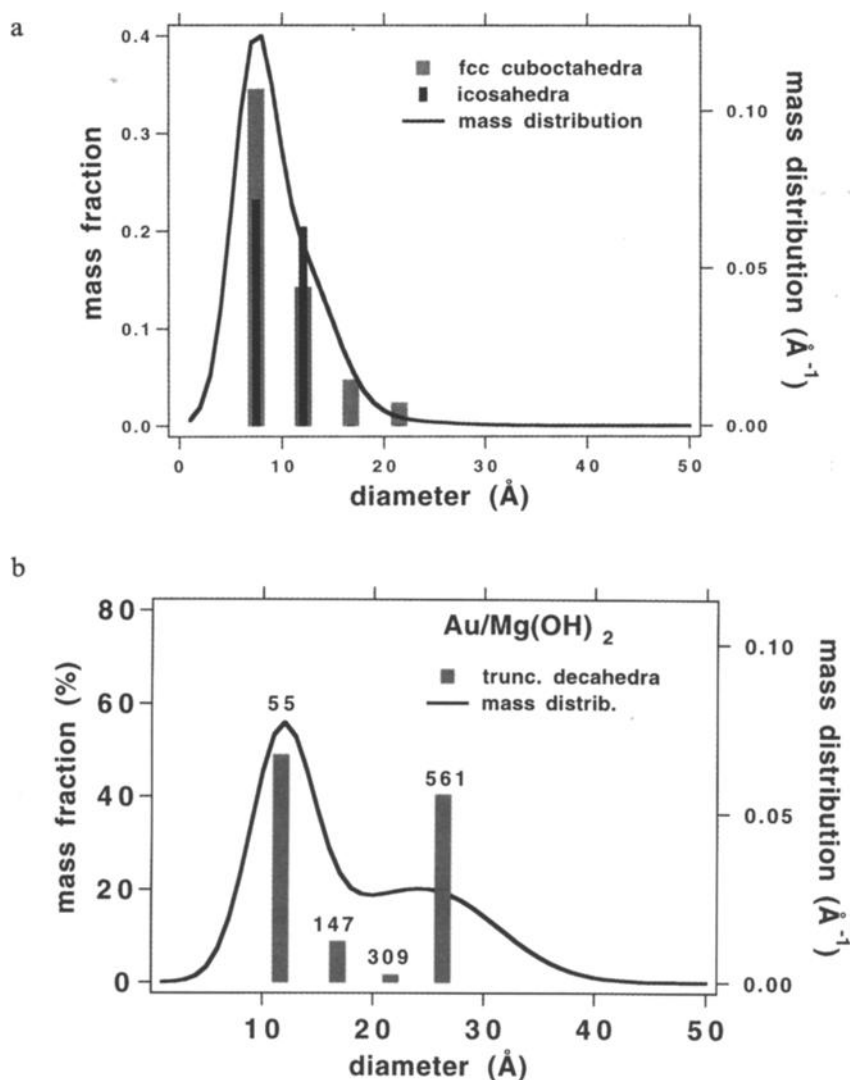 a
fcc cuboctahedra
icosahedra
mass distribution
mass fraction
0.4
0.3
0.2
0.1
0.0
mass distribution (Å-1)
0.10
0.05
0.00
0 10 20 30 40 50
diameter (Å)
b
Au/Mg(OH) 2
trunc. decahedra
mass distrib.
mass fraction (%)
80
60
40
20
0
55
147
309
561
mass distribution (Å-1)
0.10
0.05
0.00
10 20 30 40 50
diameter (Å)